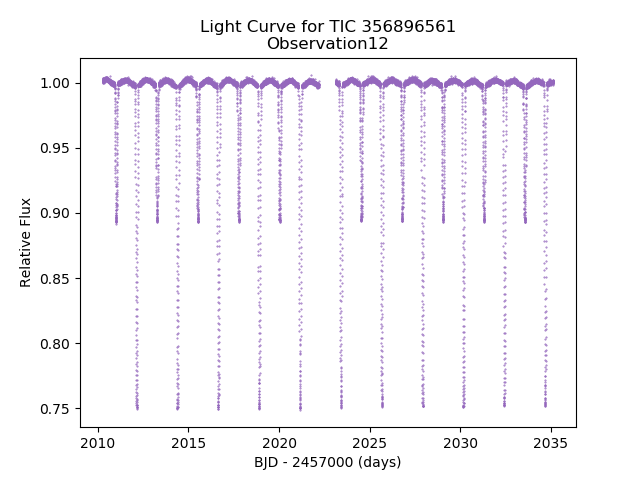 Light Curve for TIC 356896561
Observation12
1.00
0.95
0.90
0.85
0.80
0.75
Relative Flux
2010 2015 2020 2025 2030 2035
BJD - 2457000 (days)